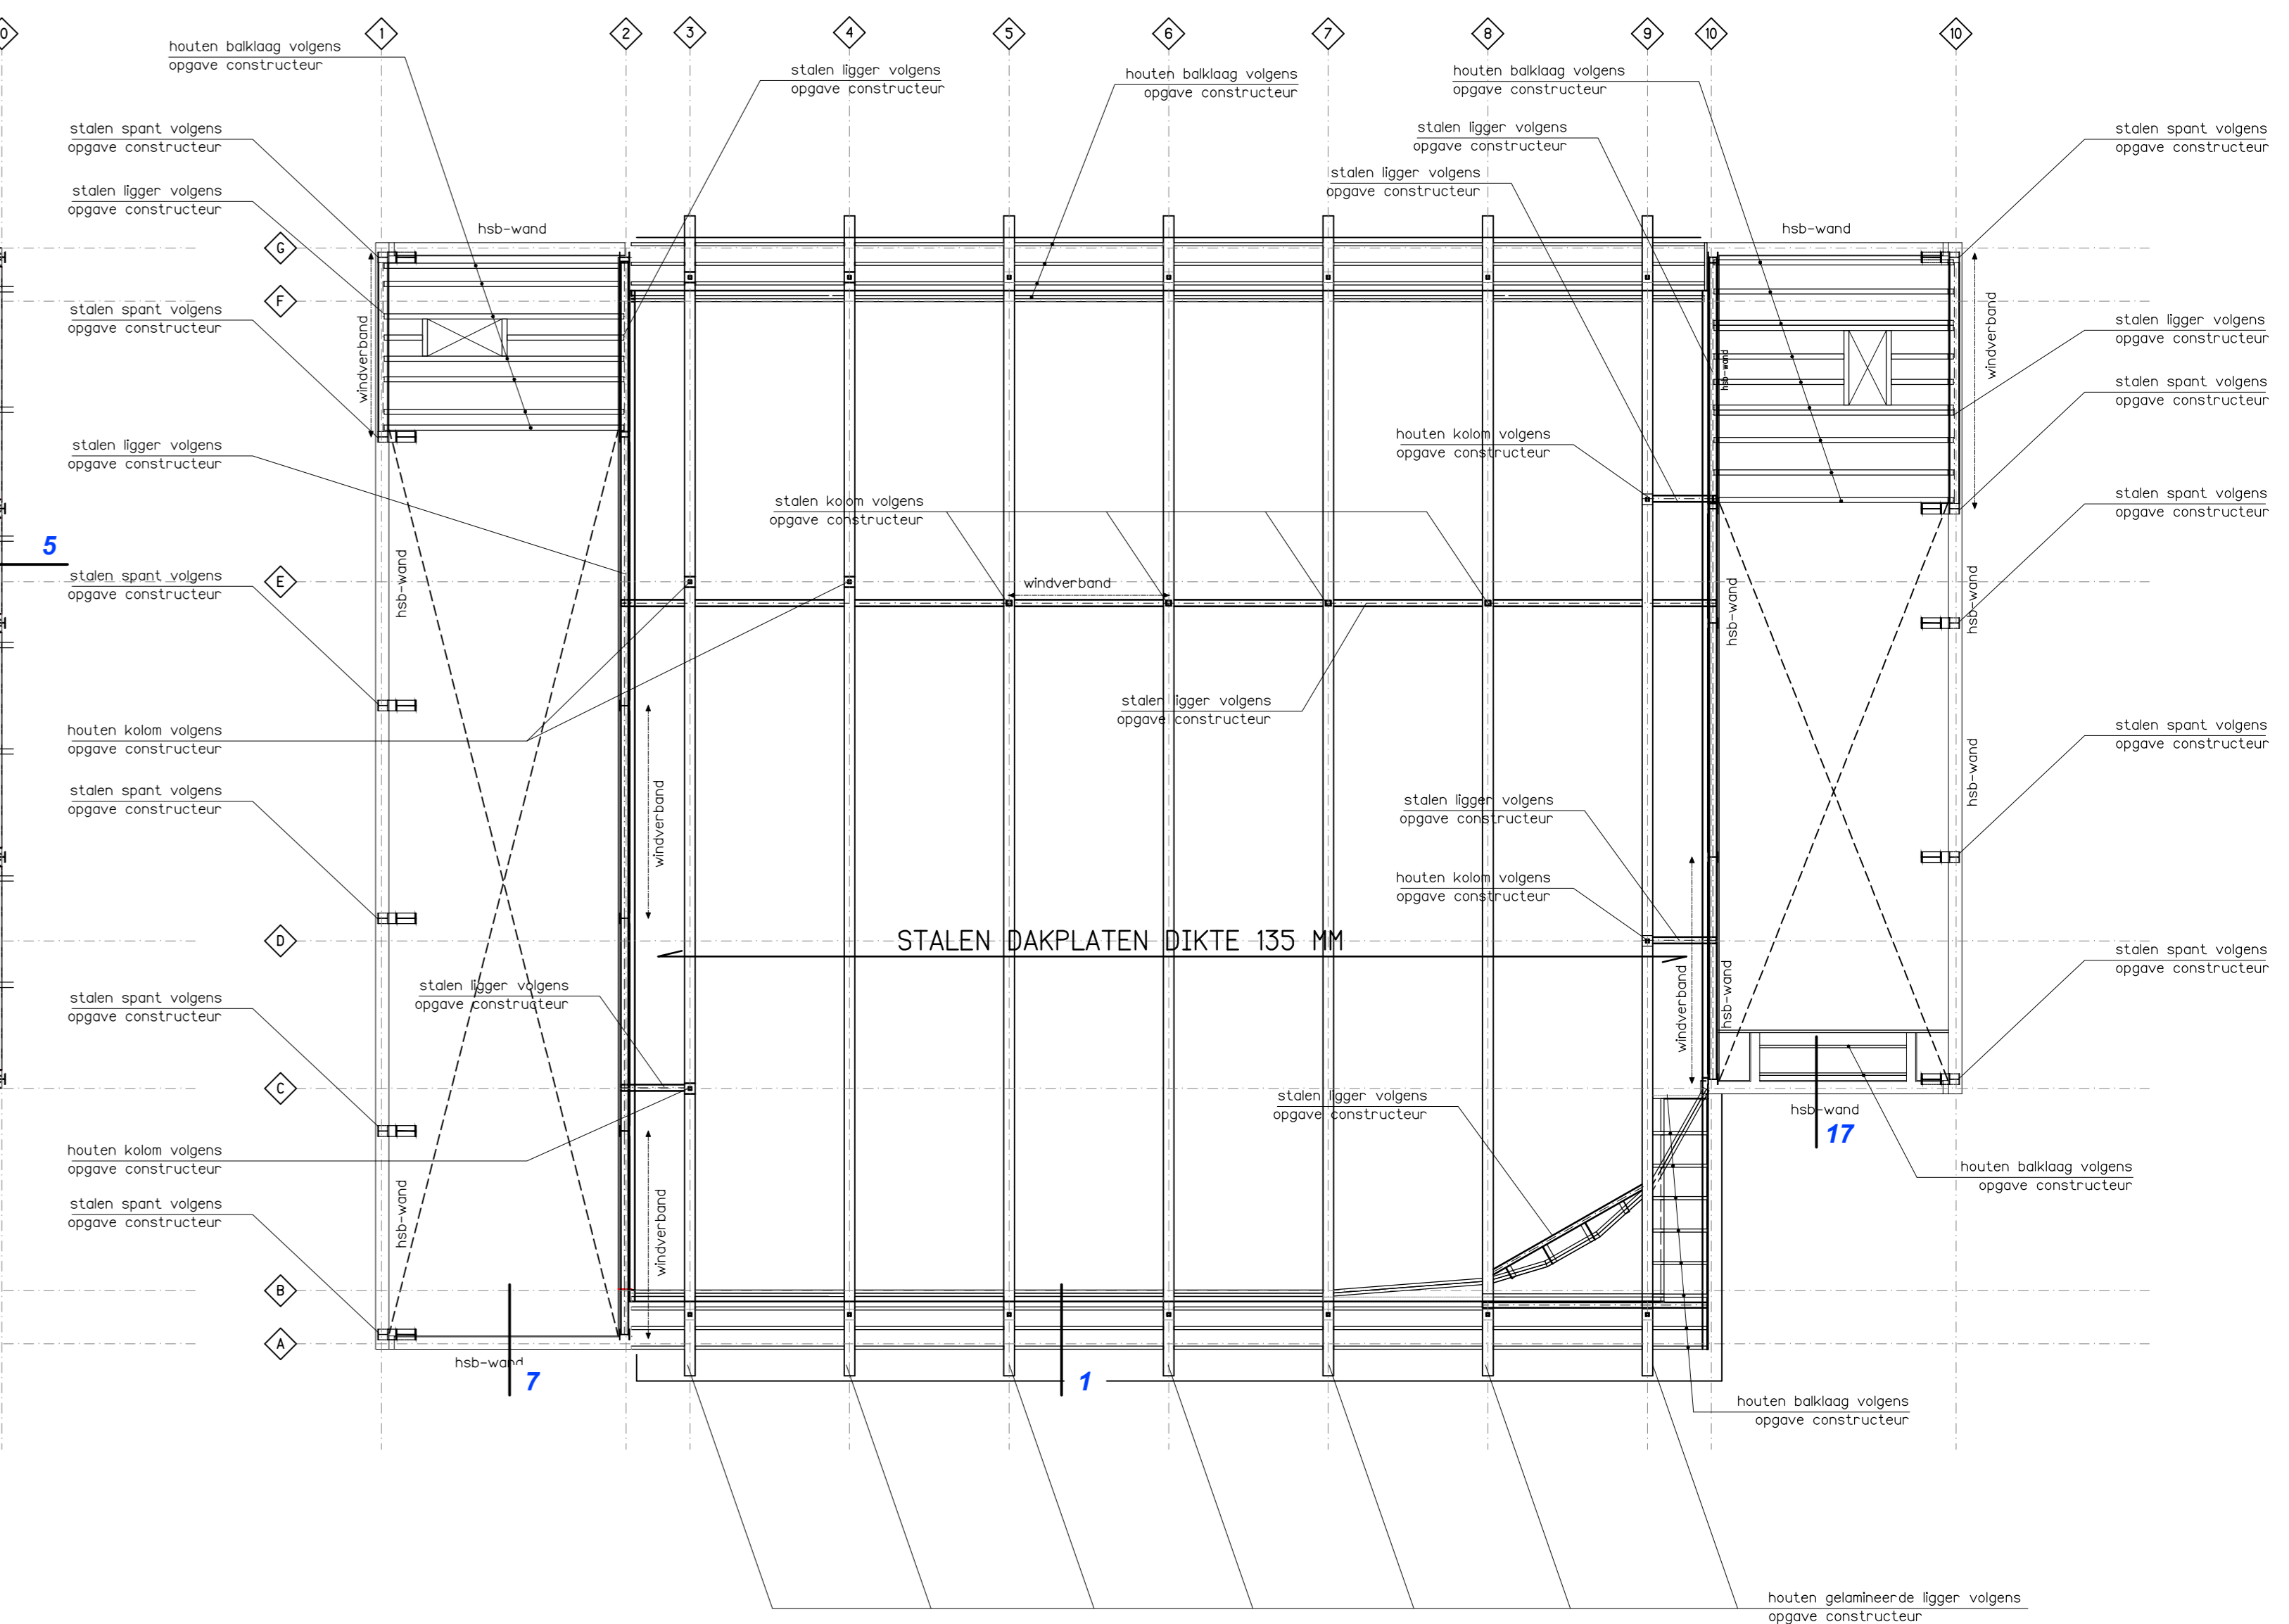 0
1
2
3
4
5
6
7
8
9
10
10
houten balklaag volgens
opgave constructeur
stalen ligger volgens
opgave constructeur
houten balklaag volgens
opgave constructeur
houten balklaag volgens
opgave constructeur
stalen spant volgens
opgave constructeur
stalen ligger volgens
opgave constructeur
stalen spant volgens
opgave constructeur
stalen ligger volgens
opgave constructeur
stalen ligger volgens
opgave constructeur
hsb-wand
hsb-wand
G
F
stalen spant volgens
opgave constructeur
windverband
windverband
stalen ligger volgens
opgave constructeur
hsb-wand
stalen spant volgens
opgave constructeur
stalen ligger volgens
opgave constructeur
houten kolom volgens
opgave constructeur
stalen kolom volgens
opgave constructeur
stalen spant volgens
opgave constructeur
5
stalen spant volgens
opgave constructeur
E
hsb-wand
windverband
hsb-wand
hsb-wand
houten kolom volgens
opgave constructeur
stalen ligger volgens
opgave constructeur
stalen spant volgens
opgave constructeur
hsb-wand
stalen spant volgens
opgave constructeur
windverband
stalen ligger volgens
opgave constructeur
houten kolom volgens
opgave constructeur
D
STALEN DAKPLATEN DIKTE 135 MM
stalen spant volgens
opgave constructeur
stalen spant volgens
opgave constructeur
stalen ligger volgens
opgave constructeur
windverband
hsb-wand
C
stalen ligger volgens
opgave constructeur
hsb-wand
17
houten kolom volgens
opgave constructeur
houten balklaag volgens
opgave constructeur
stalen spant volgens
opgave constructeur
hsb-wand
windverband
B
A
hsb-wand
7
1
houten balklaag volgens
opgave constructeur
houten gelamineerde ligger volgens
opgave constructeur